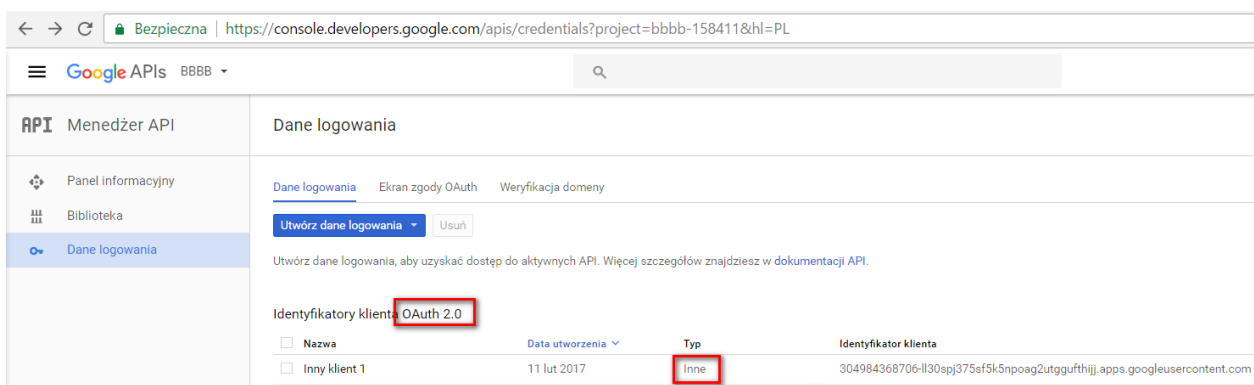 Bezpieczna https://console.developers.google.com/apis/credentials?project=bbbb-158411&hl=PL
Google APIs BBBB
API Menedżer API Dane logowania
Panel informacyjny
Biblioteka
Dane logowania
Dane logowania Ekran zgody OAuth Weryfikacja domeny
Utwórz dane logowania Usuń
Utwórz dane logowania, aby uzyskać dostęp do aktywnych API. Więcej szczegółów znajdziesz w dokumentacji API.
Identyfikatory klienta OAuth 2.0
Nazwa Data utworzenia Typ Identyfikator klienta
Inny klient 1 11 lut 2017 Inne 304984368706-ll30spj375sf5k5npoag2utggufthijj.apps.googleusercontent.com